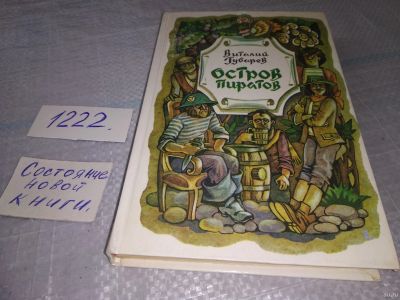 Виталий
Губарев
Остров
пиратов
1222.
Состояние
новой
книги.